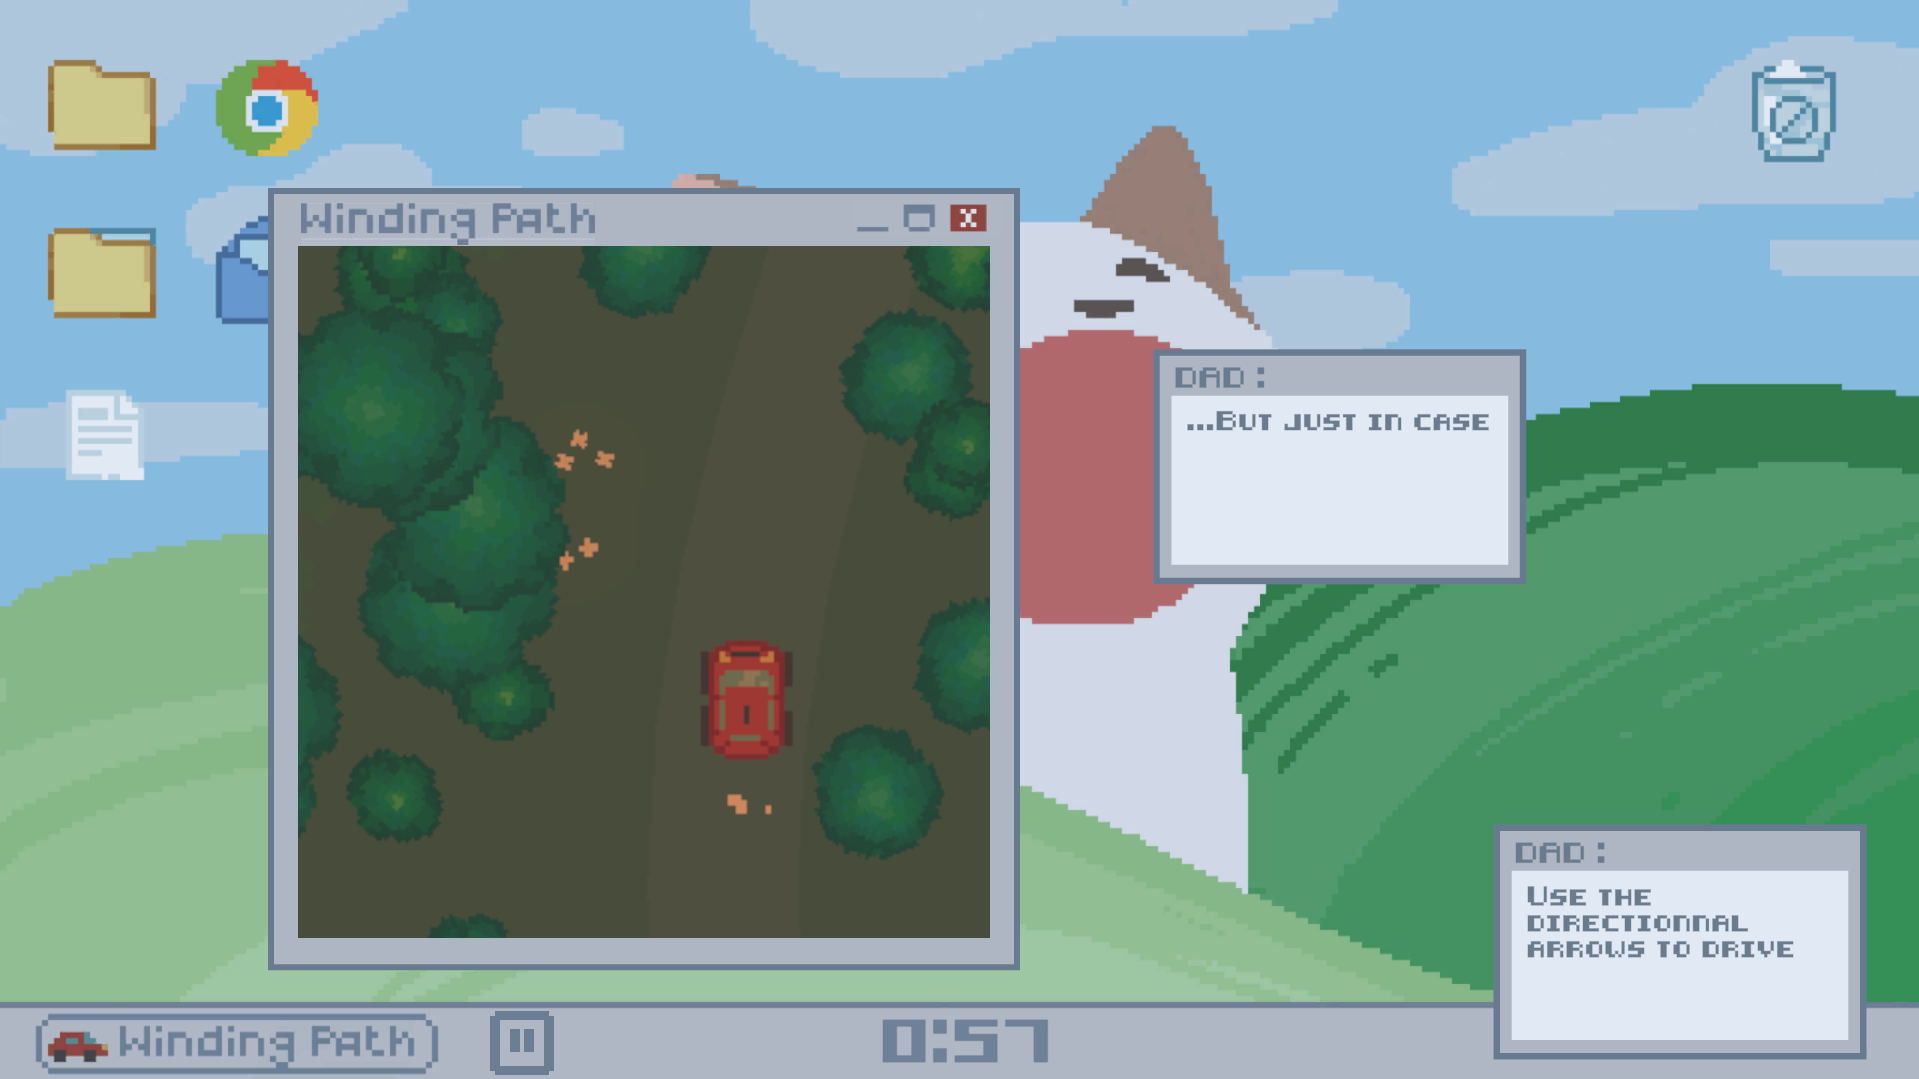 Winding Path
DAD :
...But just in case
DAD :
Use the
directionnal
arrows to drive
Winding Path
0:57